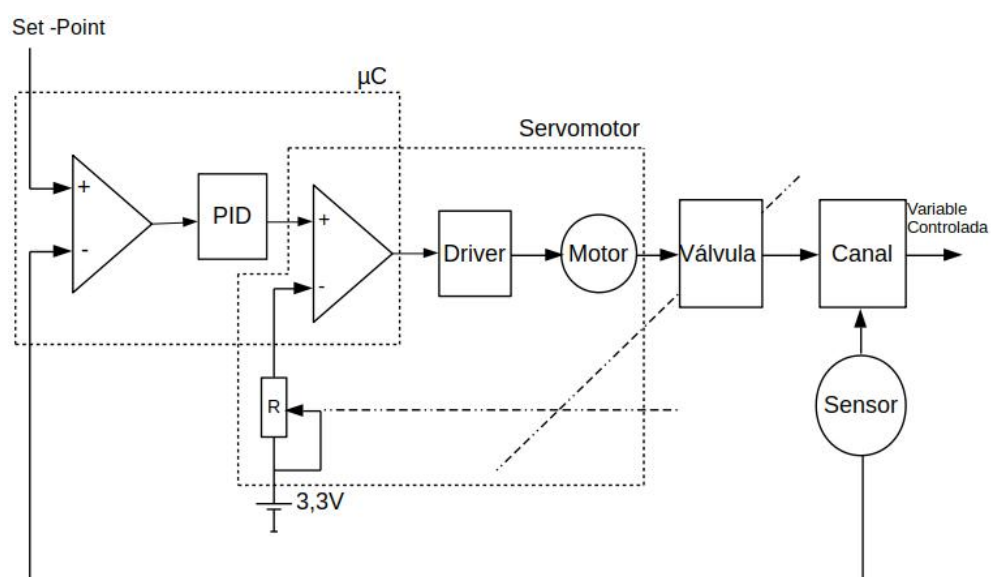 Set -Point
µC
Servomotor
+
-
PID
+
-
Driver
Motor
Válvula
Canal
Variable
Controlada
R
Sensor
3,3V